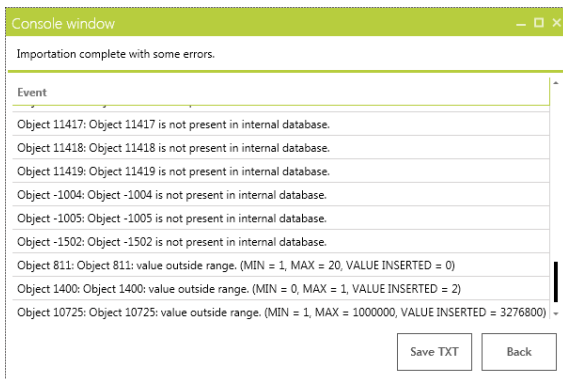 Console window
Importation complete with some errors.
Event
Object 11417: Object 11417 is not present in internal database.
Object 11418: Object 11418 is not present in internal database.
Object 11419: Object 11419 is not present in internal database.
Object -1004: Object -1004 is not present in internal database.
Object -1005: Object -1005 is not present in internal database.
Object -1502: Object -1502 is not present in internal database.
Object 811: Object 811: value outside range. (MIN = 1, MAX = 20, VALUE INSERTED = 0)
Object 1400: Object 1400: value outside range. (MIN = 0, MAX = 1, VALUE INSERTED = 2)
Object 10725: Object 10725: value outside range. (MIN = 1, MAX = 1000000, VALUE INSERTED = 3276800)
Save TXT
Back